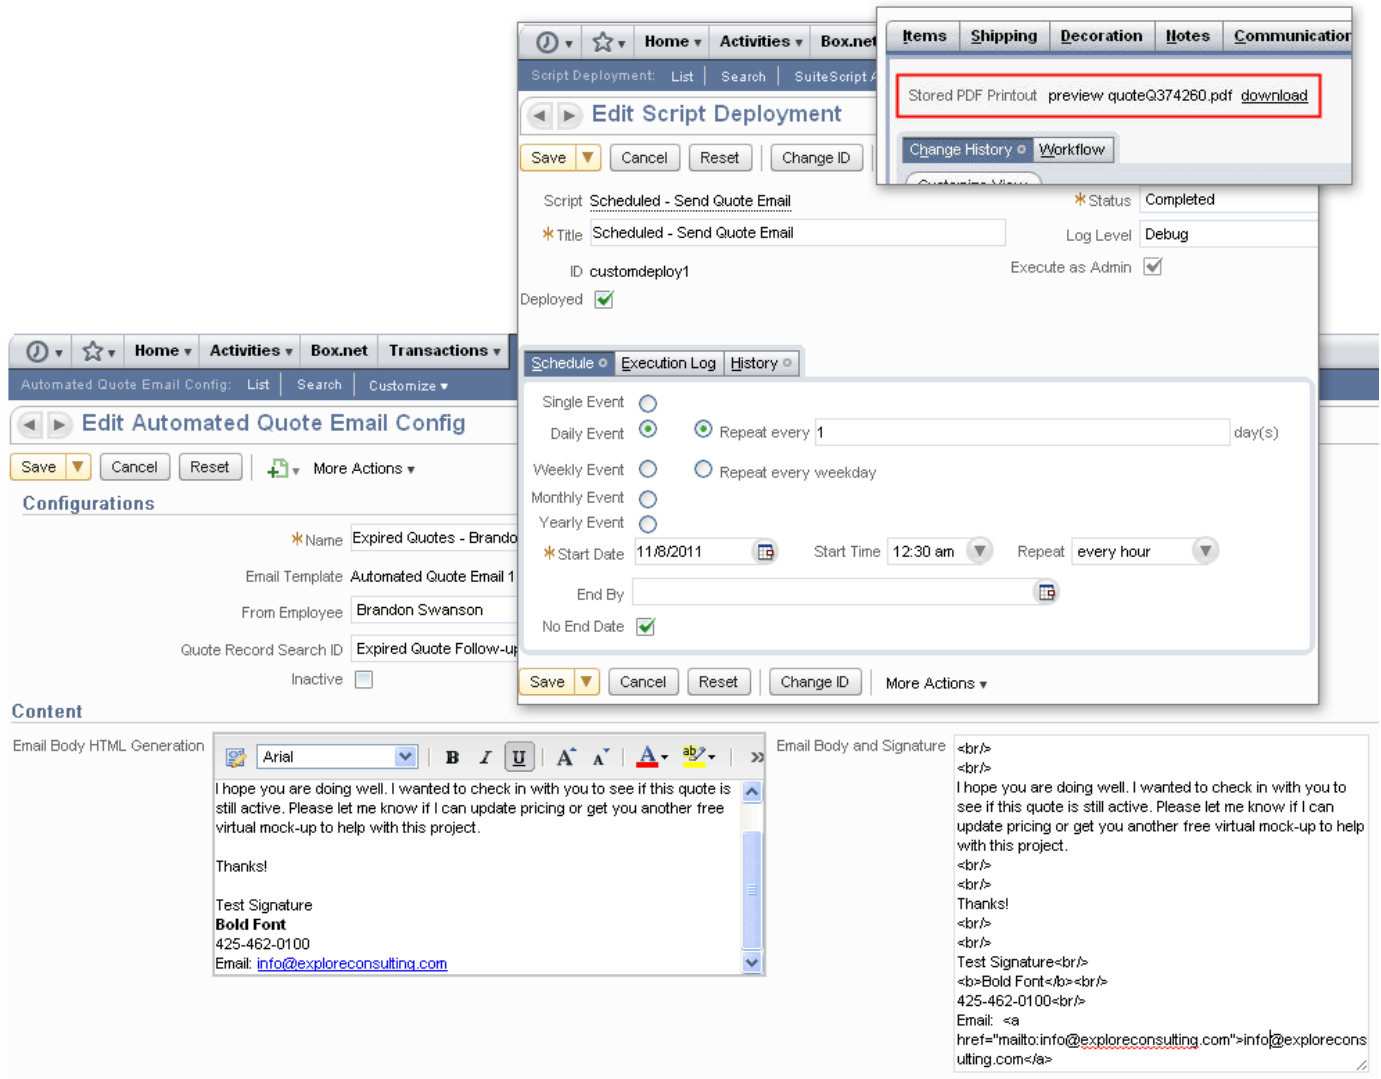 Items Shipping Decoration Notes Communication
Stored PDF Printout preview quoteQ374260.pdf download
Change History Workflow
Customize View
Home Activities Box.net
Script Deployment: List Search SuiteScript A
Edit Script Deployment
Save Cancel Reset Change ID
Script Scheduled - Send Quote Email
* Status Completed
* Title Scheduled - Send Quote Email
Log Level Debug
ID customdeploy1
Execute as Admin
Deployed
Schedule Execution Log History
Single Event
Daily Event Repeat every 1 day(s)
Weekly Event Repeat every weekday
Monthly Event
Yearly Event
* Start Date 11/8/2011 Start Time 12:30 am Repeat every hour
End By
No End Date
Save Cancel Reset Change ID More Actions
Home Activities Box.net Transactions
Automated Quote Email Config: List Search Customize
Edit Automated Quote Email Config
Save Cancel Reset More Actions
Configurations
* Name Expired Quotes - Brando
Email Template Automated Quote Email 1
From Employee Brandon Swanson
Quote Record Search ID Expired Quote Follow-up
Inactive
Content
Email Body HTML Generation
Arial B I U A A A ab
I hope you are doing well. I wanted to check in with you to see if this quote is
still active. Please let me know if I can update pricing or get you another free
virtual mock-up to help with this project.
Thanks!
Test Signature
Bold Font
425-462-0100
Email: info@exploreconsulting.com
Email Body and Signature
<br/>
<br/>
I hope you are doing well. I wanted to check in with you to
see if this quote is still active. Please let me know if I can
update pricing or get you another free virtual mock-up to help
with this project.
<br/>
<br/>
Thanks!
<br/>
<br/>
Test Signature<br/>
<b>Bold Font</b><br/>
425-462-0100<br/>
Email: <a
href="mailto:info@exploreconsulting.com">info@explorecons
ulting.com</a>